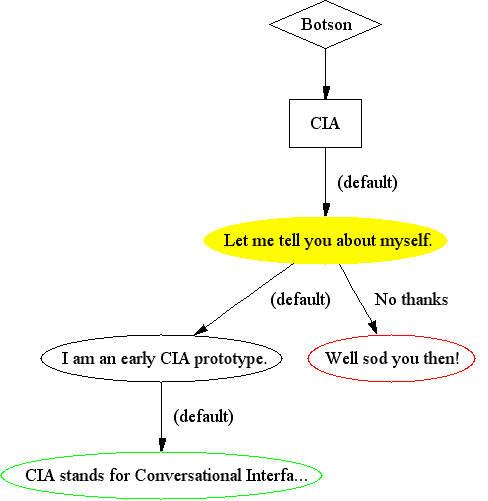 Botson
CIA
(default)
Let me tell you about myself.
(default)
No thanks
I am an early CIA prototype.
Well sod you then!
(default)
CIA stands for Conversational Interfa...